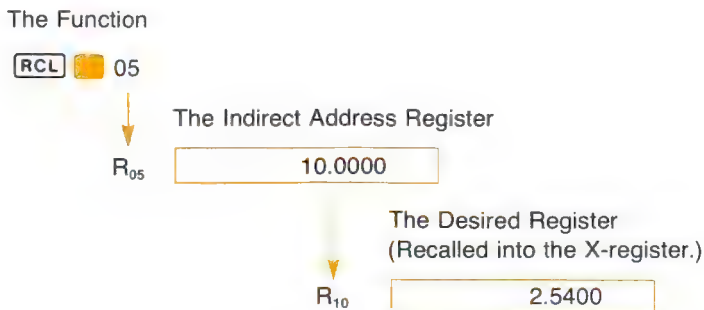 The Function
RCL 05
The Indirect Address Register
R05 10.0000
The Desired Register
(Recalled into the X-register.)
R10 2.5400